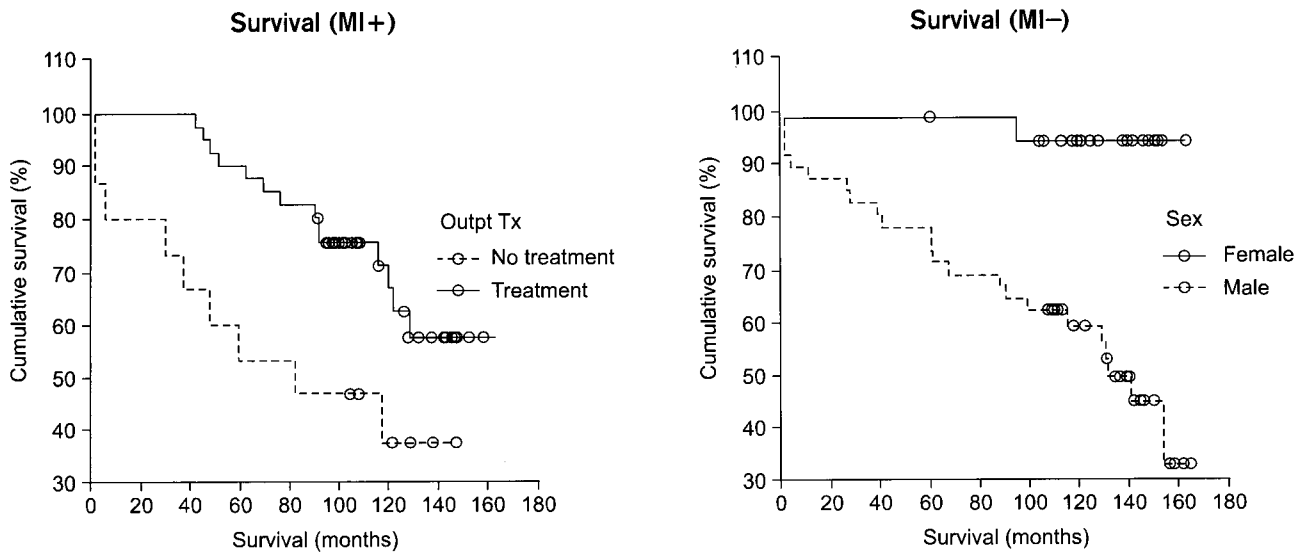 Survival (MI+)
110
100
90
80
70
60
50
40
30
0 20 40 60 80 100 120 140 160 180
Cumulative survival (%)
Survival (months)
Outpt Tx
No treatment
Treatment
Survival (MI−)
110
100
90
80
70
60
50
40
30
0 20 40 60 80 100 120 140 160 180
Cumulative survival (%)
Survival (months)
Sex
Female
Male